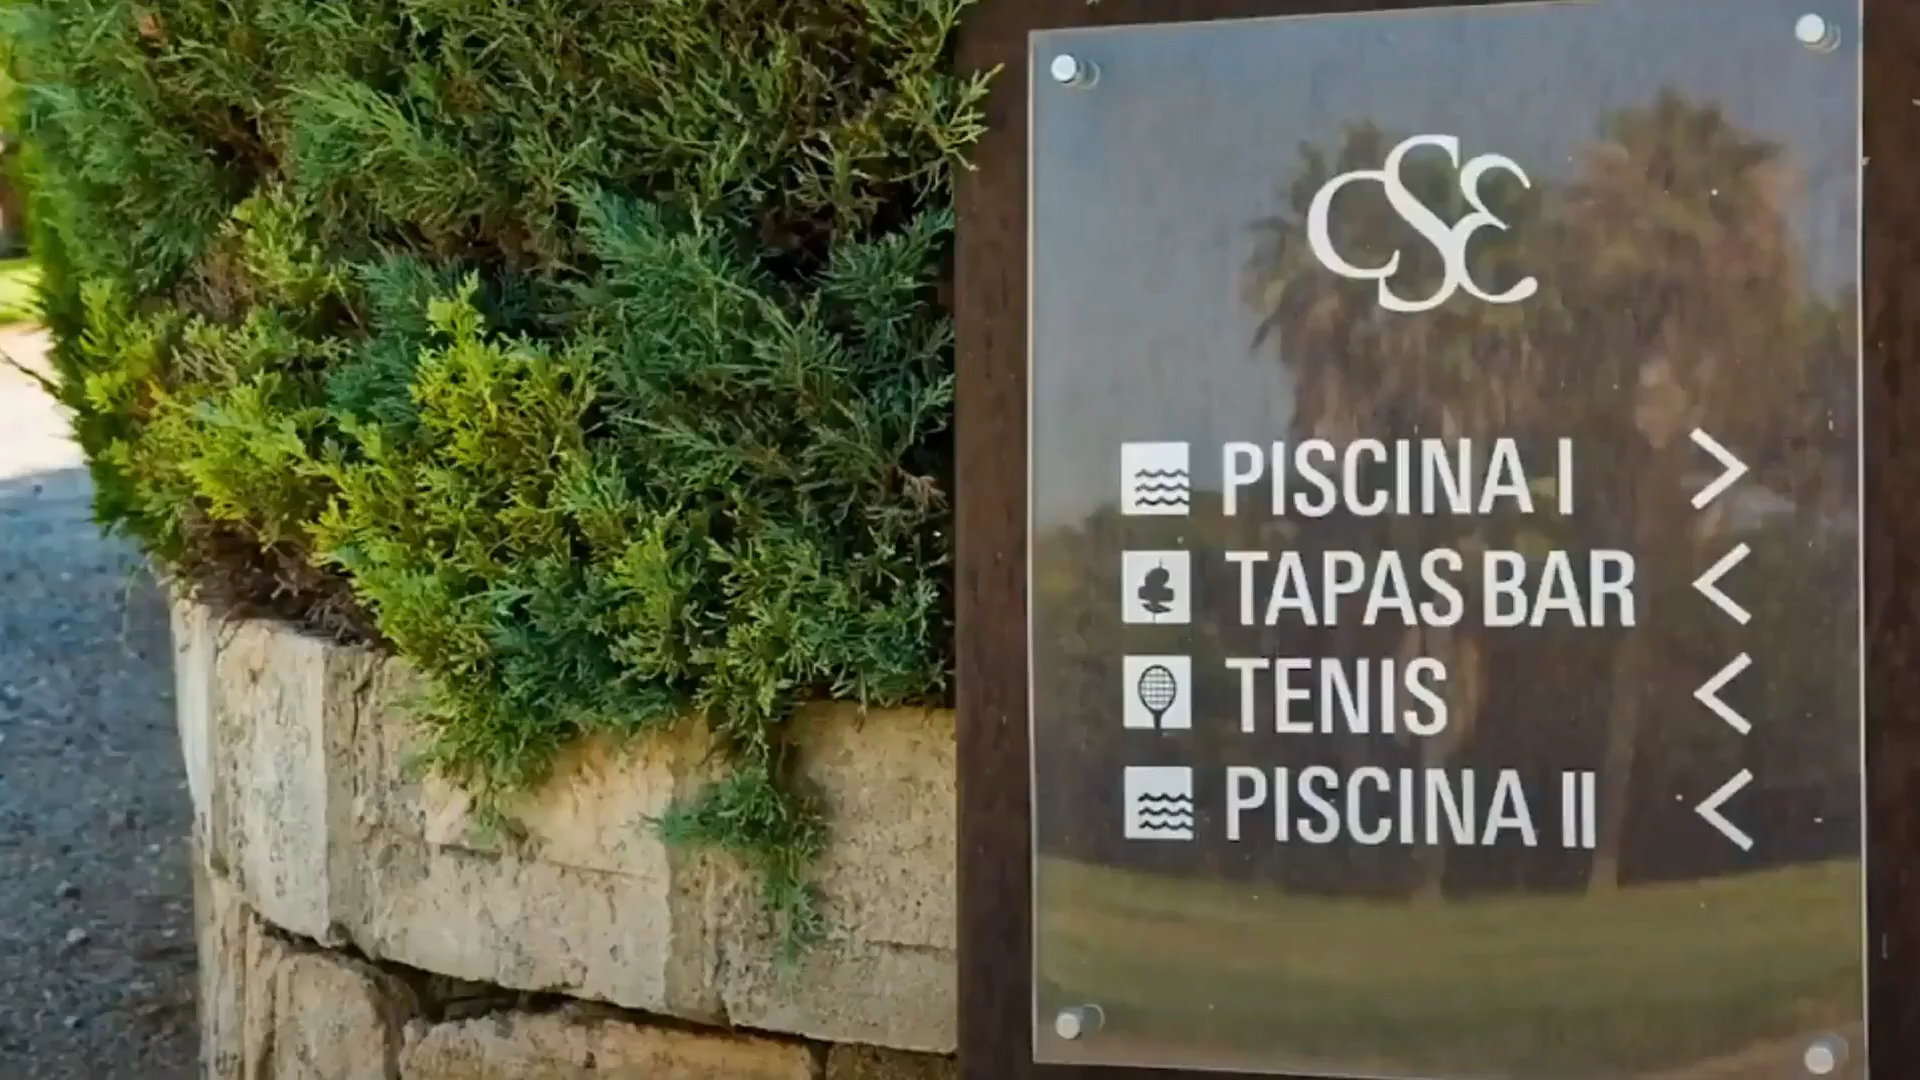 CSE
PISCINA I >
TAPAS BAR <
TENIS <
PISCINA II <